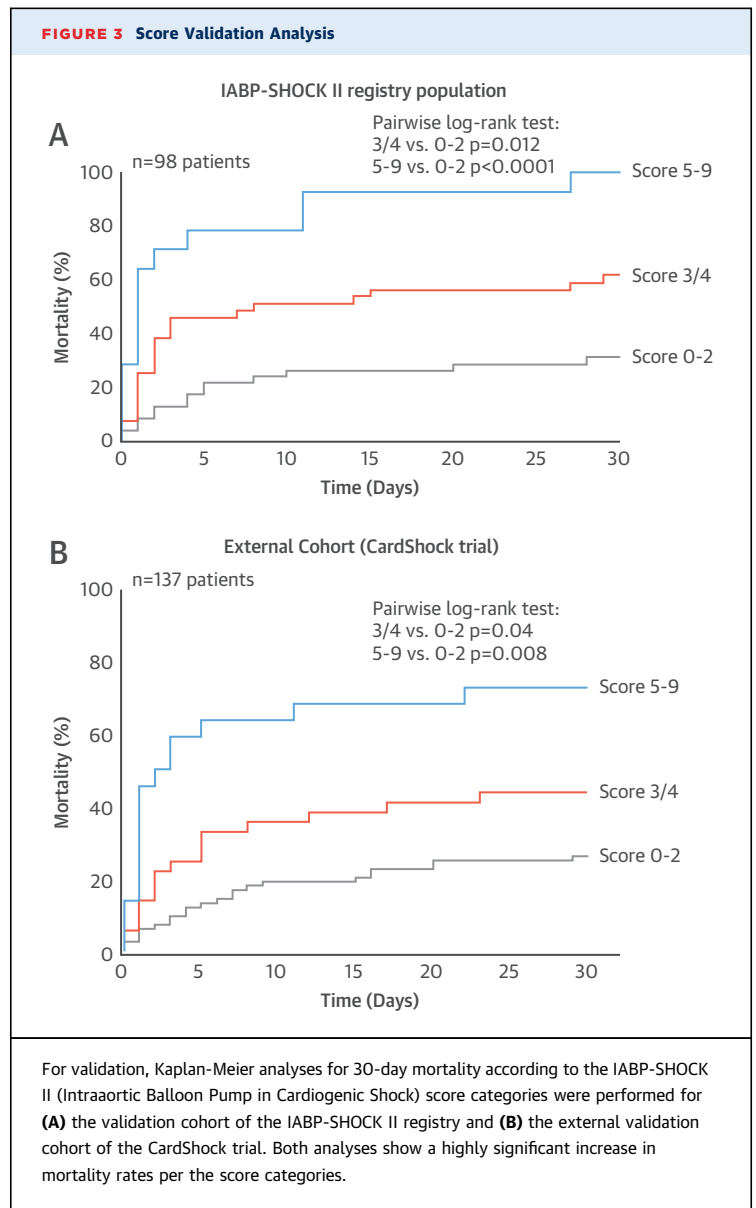 FIGURE 3 Score Validation Analysis
IABP-SHOCK II registry population
A
Pairwise log-rank test:
3/4 vs. 0-2 p=0.012
5-9 vs. 0-2 p<0.0001
n=98 patients
100
80
60
40
20
0
Mortality (%)
Score 5-9
Score 3/4
Score 0-2
0 5 10 15 20 25 30
Time (Days)
B
External Cohort (CardShock trial)
n=137 patients
Pairwise log-rank test:
3/4 vs. 0-2 p=0.04
5-9 vs. 0-2 p=0.008
100
80
60
40
20
0
Mortality (%)
Score 5-9
Score 3/4
Score 0-2
0 5 10 15 20 25 30
Time (Days)
For validation, Kaplan-Meier analyses for 30-day mortality according to the IABP-SHOCK
II (Intraaortic Balloon Pump in Cardiogenic Shock) score categories were performed for
(A) the validation cohort of the IABP-SHOCK II registry and (B) the external validation
cohort of the CardShock trial. Both analyses show a highly significant increase in
mortality rates per the score categories.